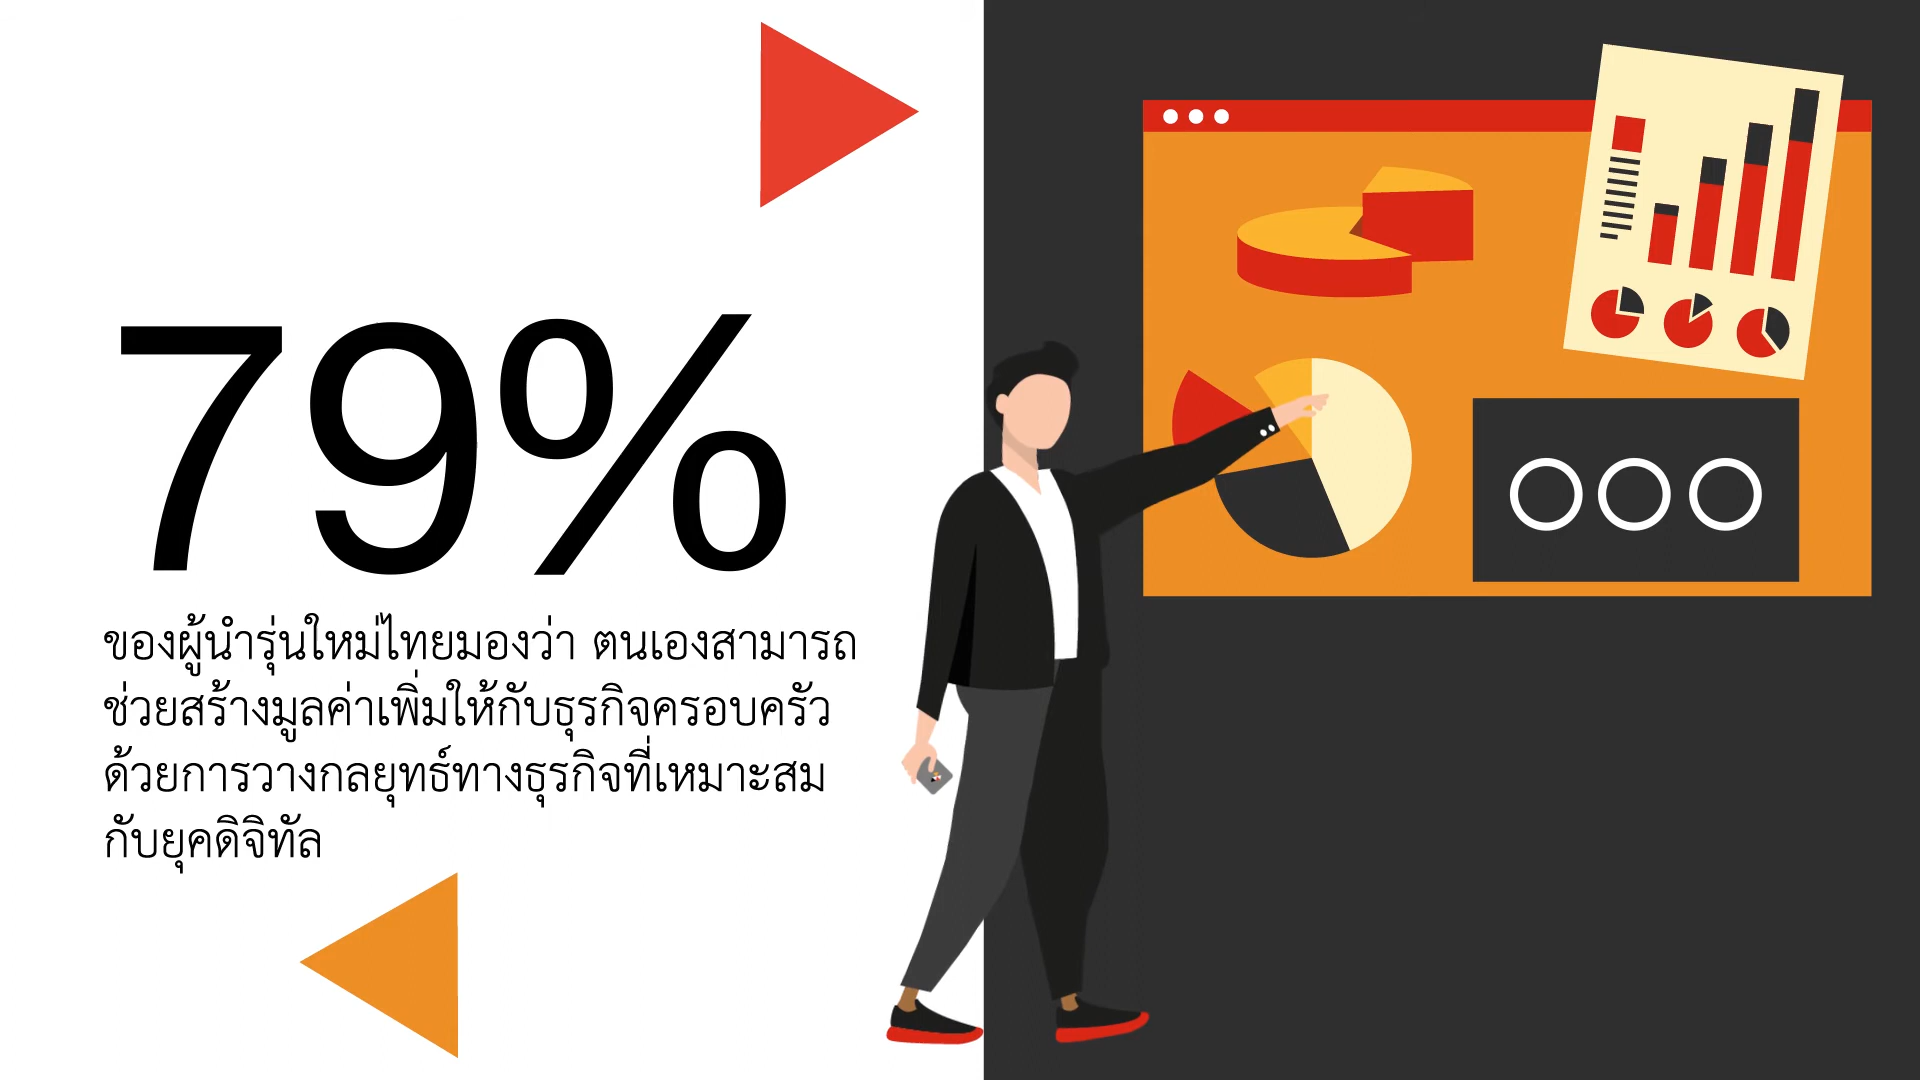 79%
ของผู้นำรุ่นใหม่ไทยมองว่า ตนเองสามารถ
ช่วยสร้างมูลค่าเพิ่มให้กับธุรกิจครอบครัว
ด้วยการวางกลยุทธ์ทางธุรกิจที่เหมาะสม
กับยุคดิจิทัล